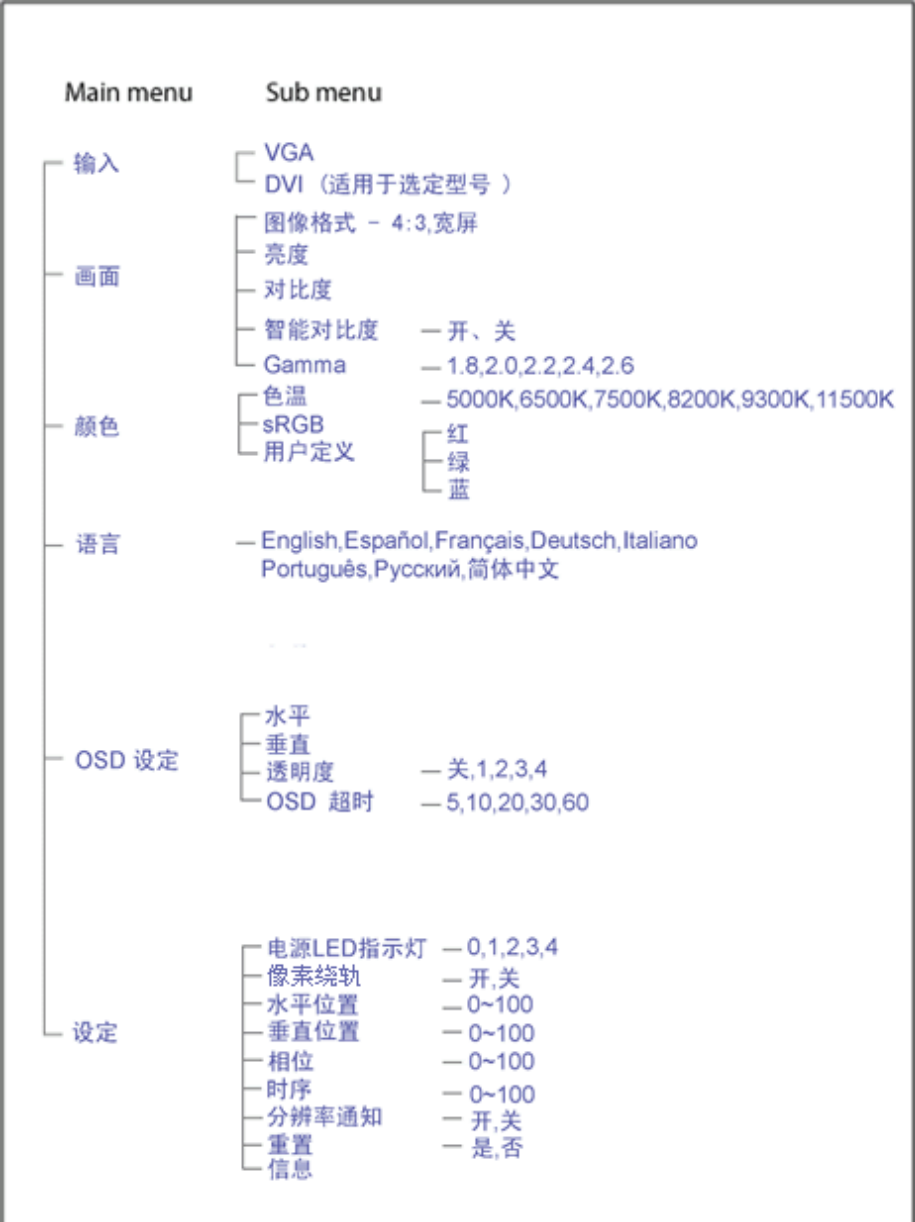 Main menu Sub menu
输入 VGA
DVI （适用于选定型号 ）
图像格式 - 4:3,宽屏
亮度
画面
对比度
智能对比度 — 开、关
Gamma — 1.8,2.0,2.2,2.4,2.6
色温 — 5000K,6500K,7500K,8200K,9300K,11500K
颜色 sRGB
用户定义 红
绿
蓝
语言 — English,Español,Français,Deutsch,Italiano
Português,Русский,简体中文
水平
垂直
OSD 设定 透明度 — 关,1,2,3,4
OSD 超时 — 5,10,20,30,60
电源LED指示灯 — 0,1,2,3,4
像素绕轨 — 开,关
水平位置 — 0~100
设定 垂直位置 — 0~100
相位 — 0~100
时序 — 0~100
分辨率通知 — 开,关
重置 — 是,否
信息